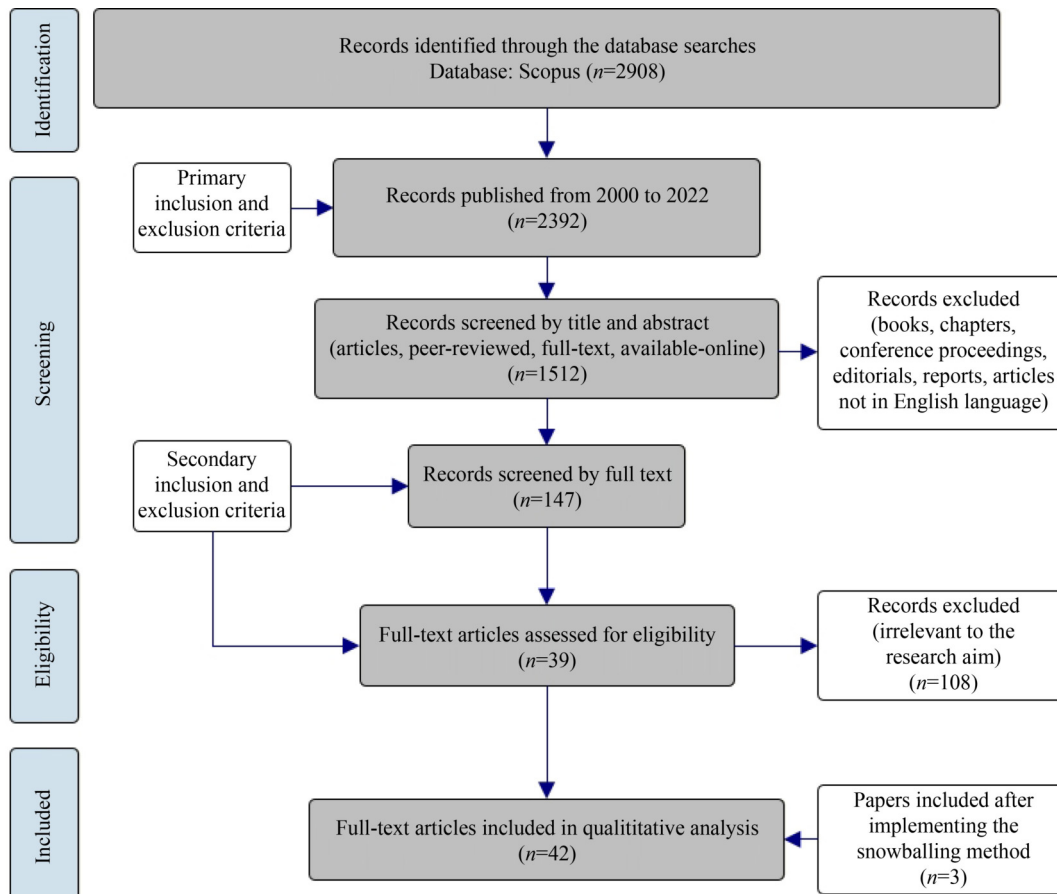 Identification
Records identified through the database searches
Database: Scopus (n=2908)
Screening
Primary
inclusion and
exclusion criteria
Records published from 2000 to 2022
(n=2392)
Records screened by title and abstract
(articles, peer-reviewed, full-text, available-online)
(n=1512)
Records excluded
(books, chapters,
conference proceedings,
editorials, reports, articles
not in English language)
Secondary
inclusion and
exclusion criteria
Records screened by full text
(n=147)
Eligibility
Full-text articles assessed for eligibility
(n=39)
Records excluded
(irrelevant to the
research aim)
(n=108)
Included
Full-text articles included in qualititative analysis
(n=42)
Papers included after
implementing the
snowballing method
(n=3)